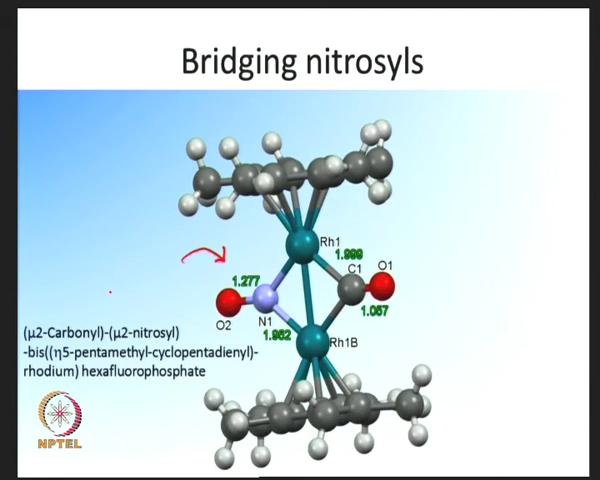 Bridging nitrosyls
Rh1
1.999
C1 O1
1.277
O2
N1
1.962
1.067
Rh1B
(μ2-Carbonyl)-(μ2-nitrosyl)
-bis((η5-pentamethyl-cyclopentadienyl)-
rhodium) hexafluorophosphate
NPTEL